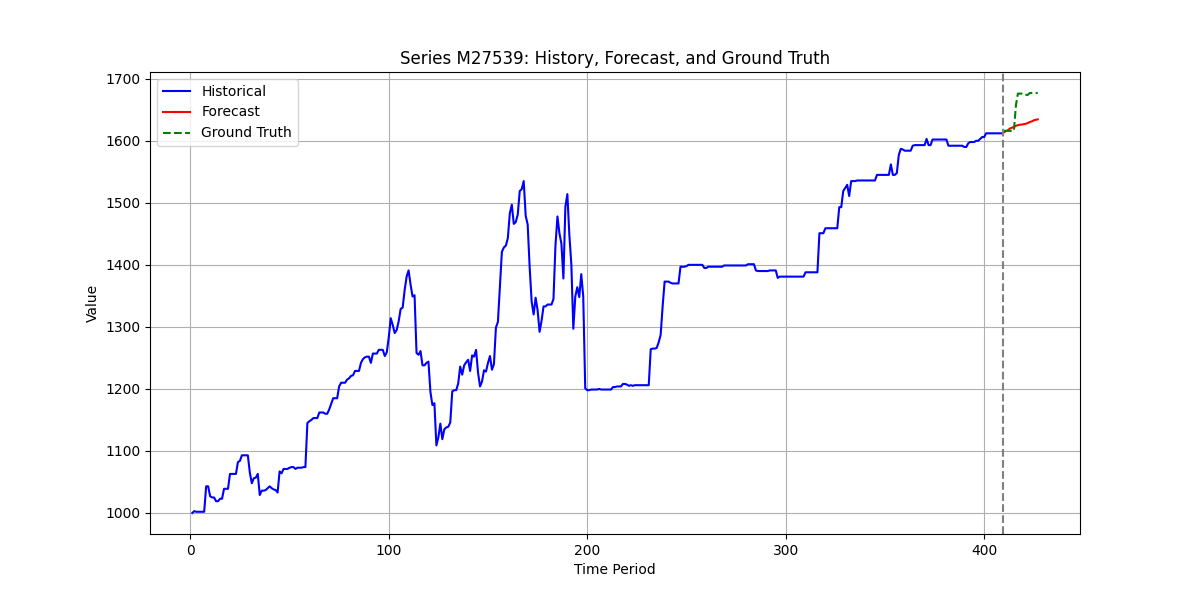 Series M27539: History, Forecast, and Ground Truth
Historical
Forecast
Ground Truth
1700
1600
1500
1400
1300
1200
1100
1000
Value
0
100
200
300
400
Time Period